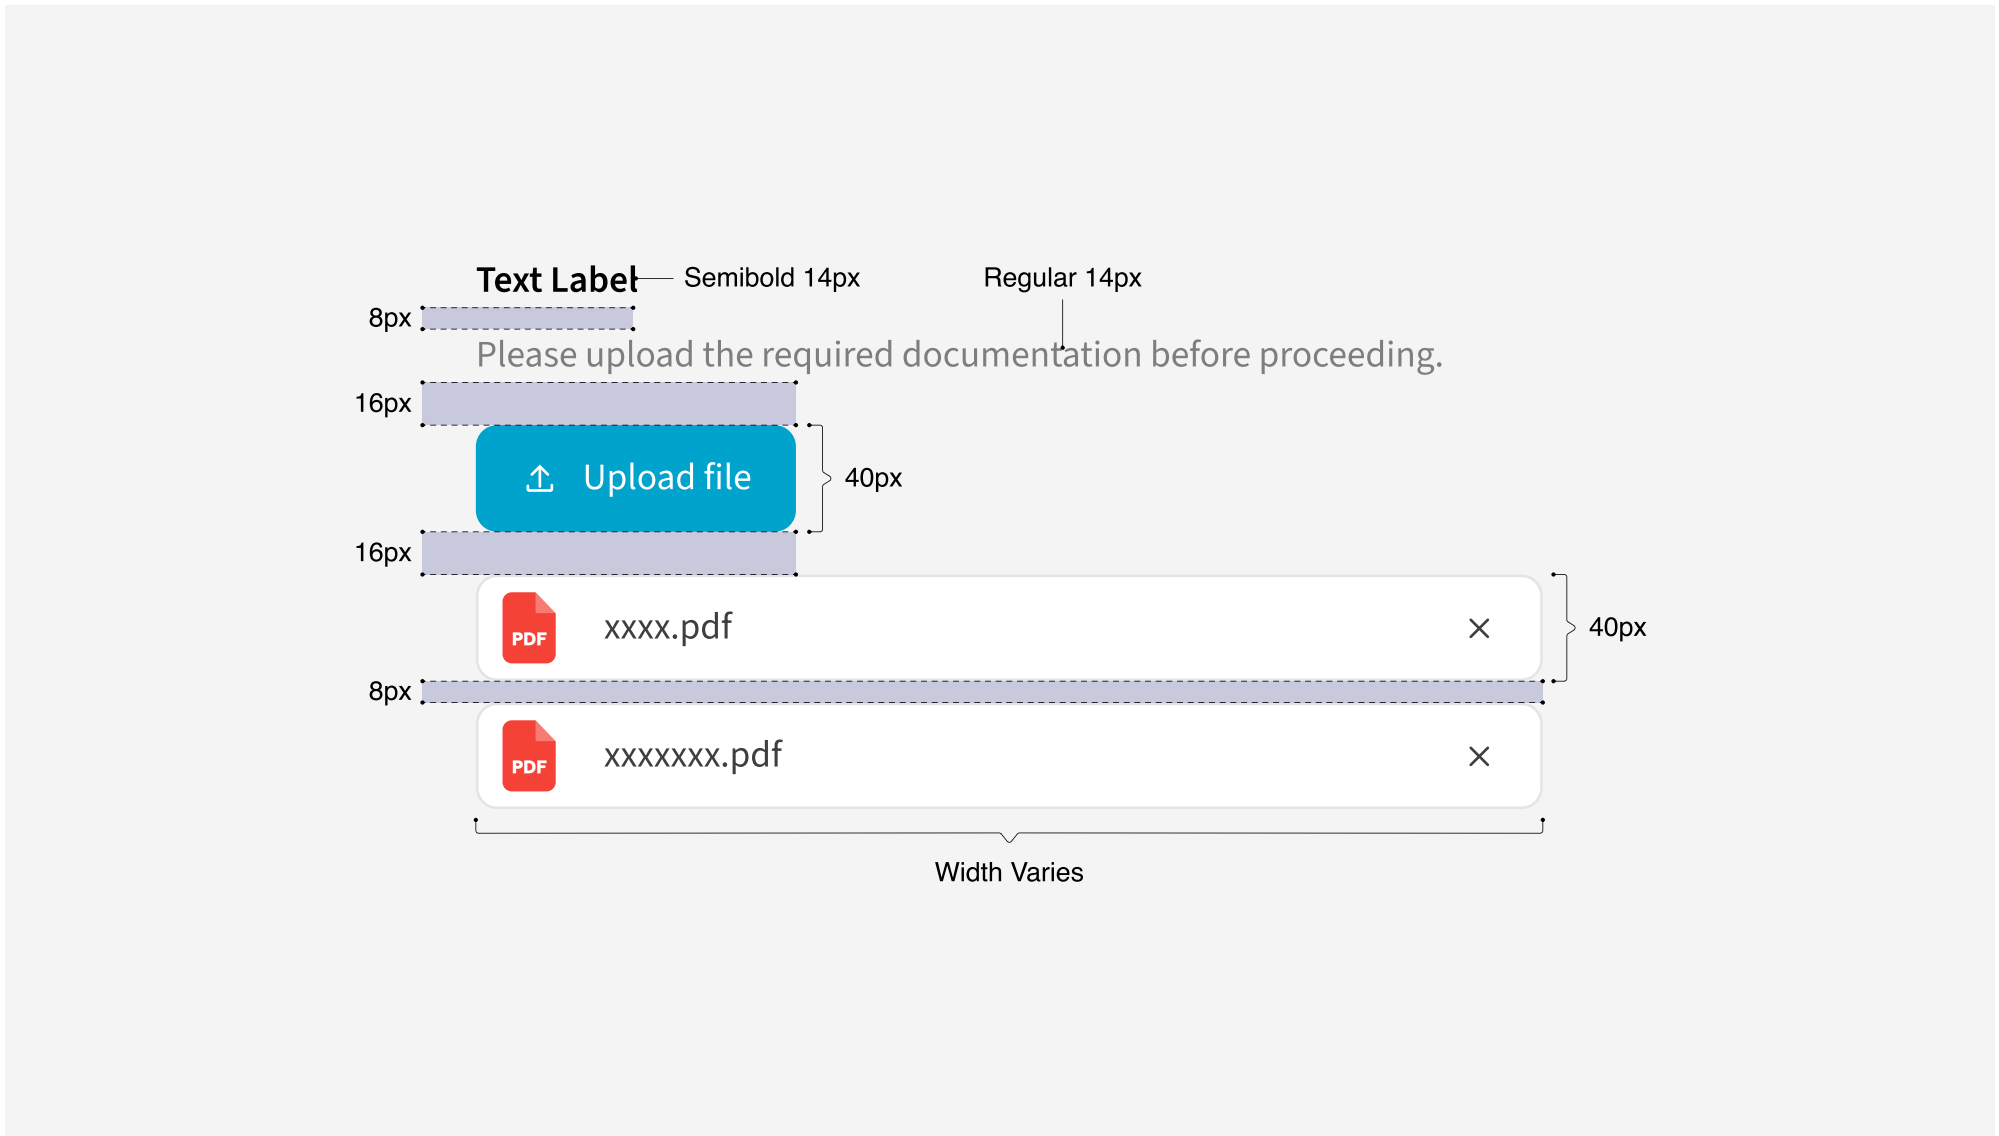 Text Label
Semibold 14px
Regular 14px
8px
Please upload the required documentation before proceeding.
16px
Upload file
40px
16px
PDF
xxxx.pdf
40px
8px
PDF
xxxxxxx.pdf
Width Varies